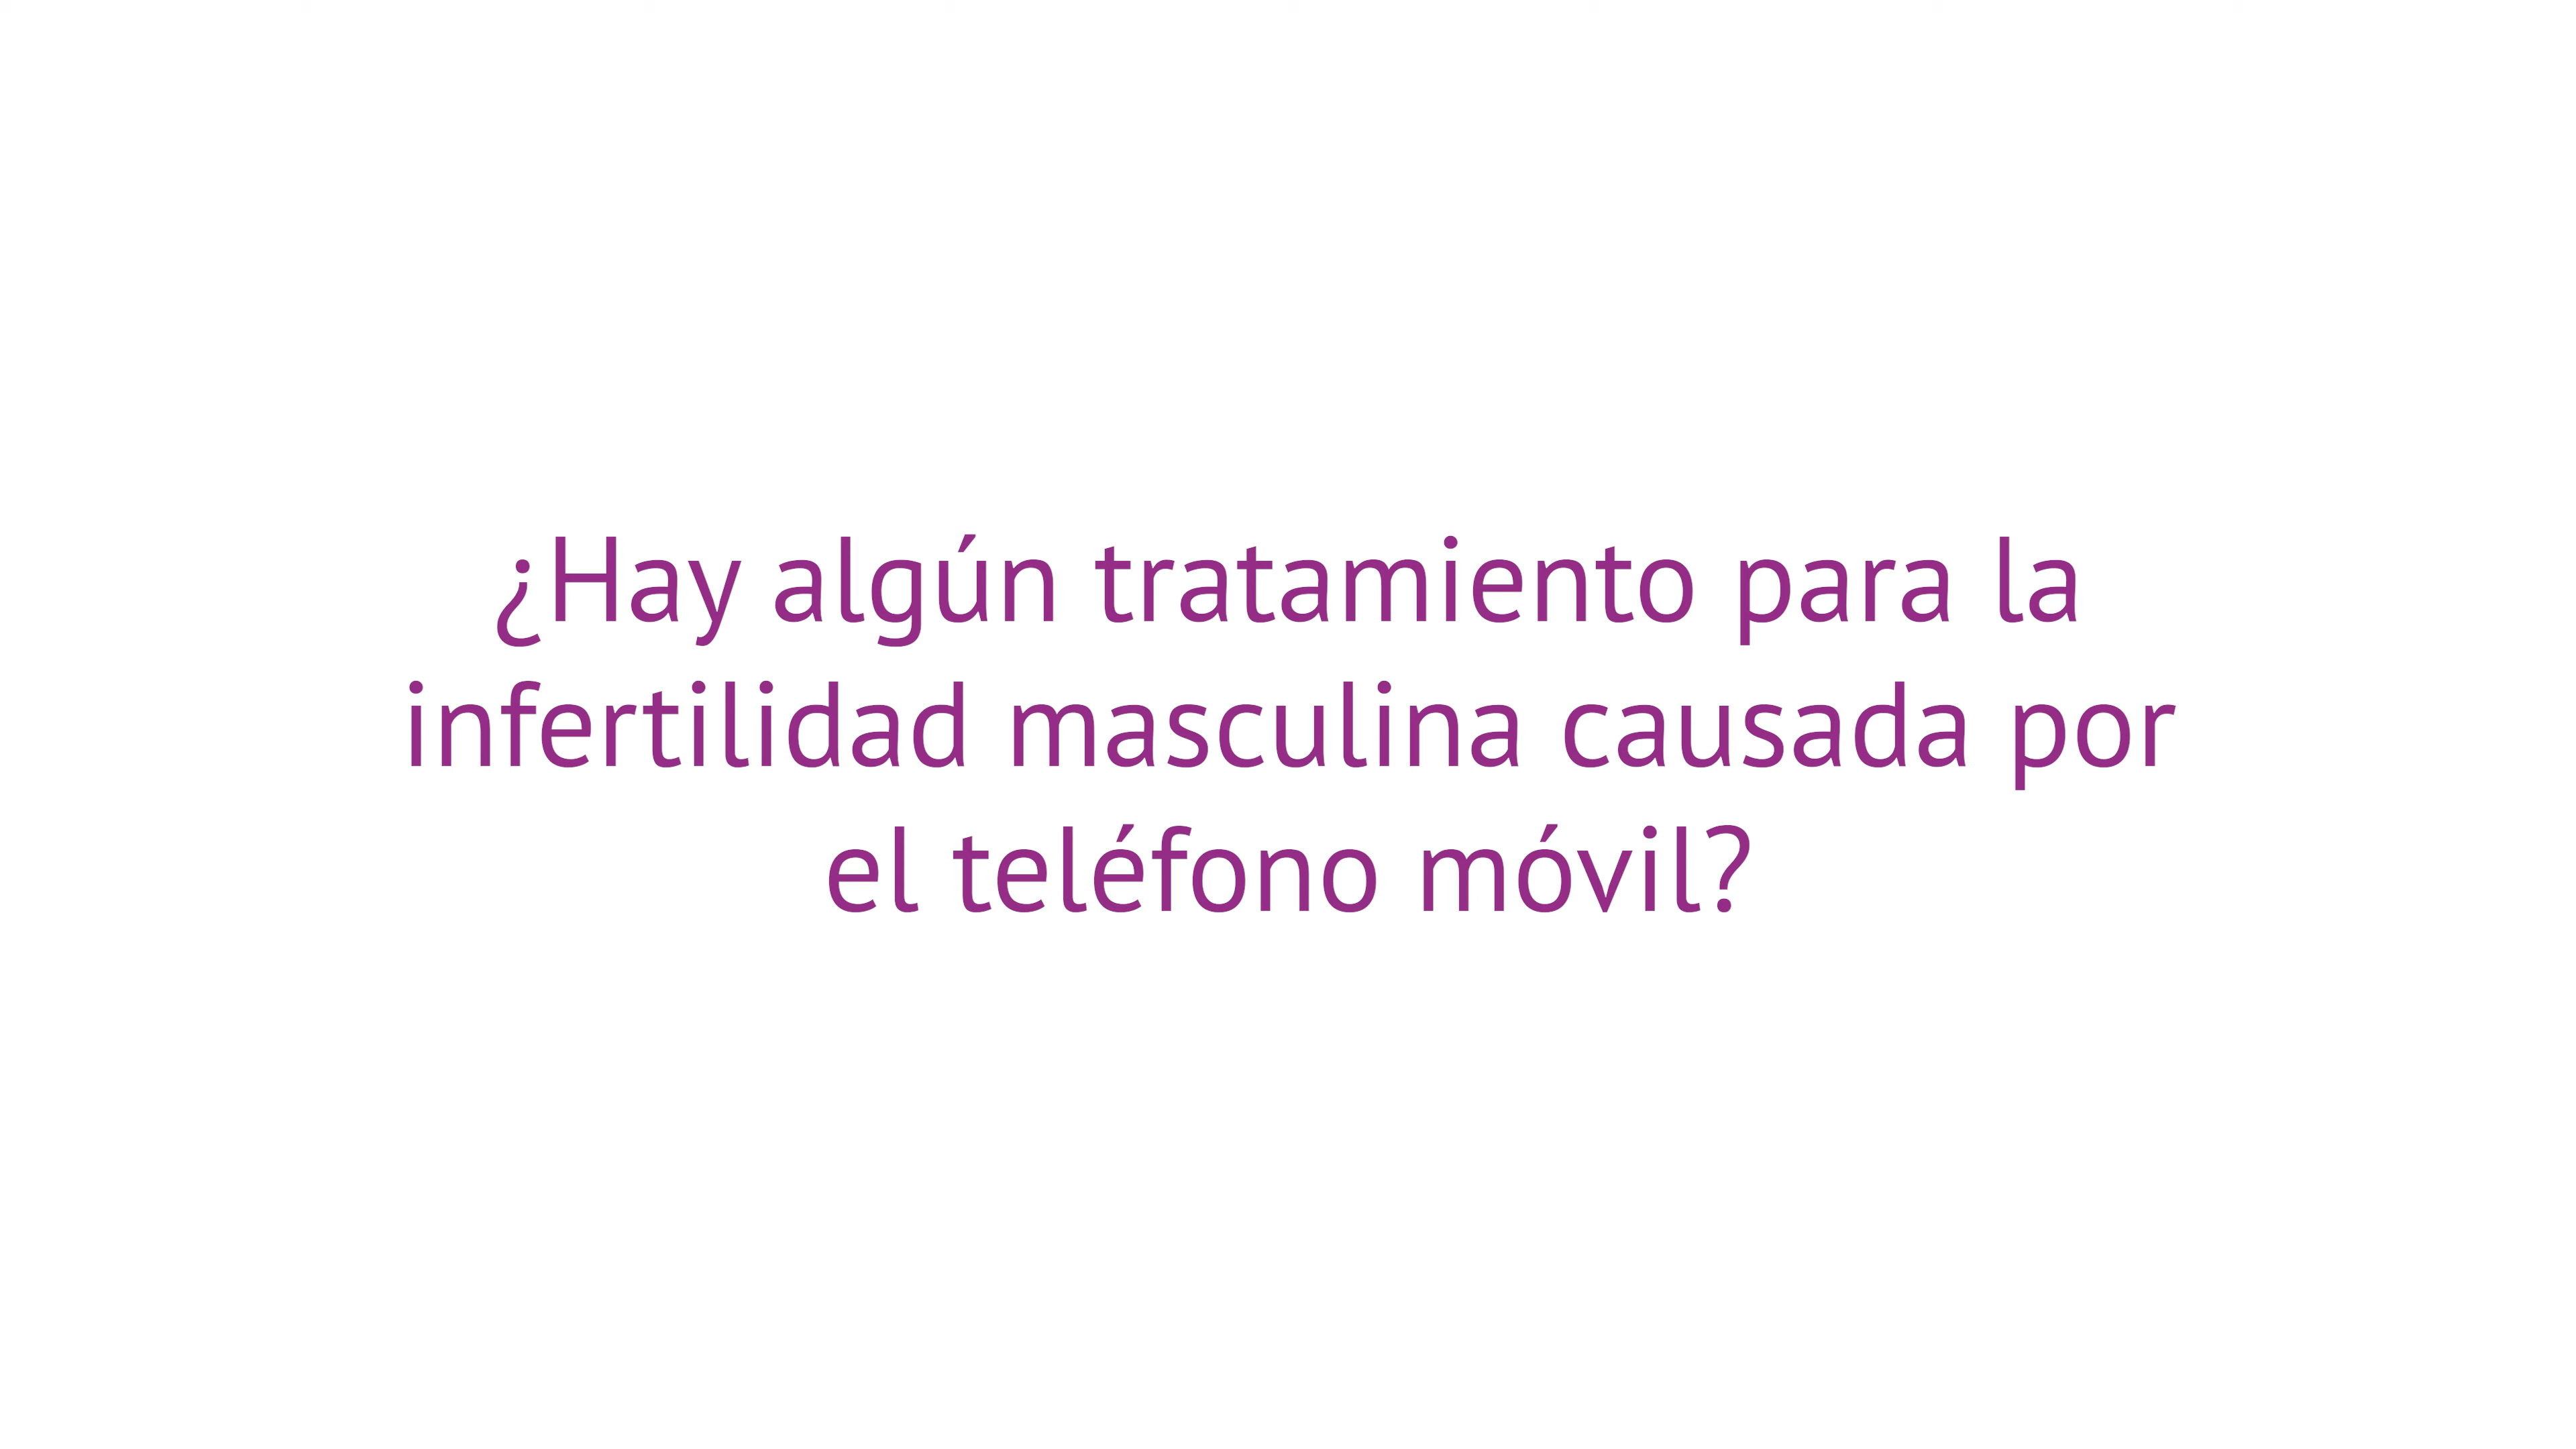 ¿Hay algún tratamiento para la
infertilidad masculina causada por
el teléfono móvil?